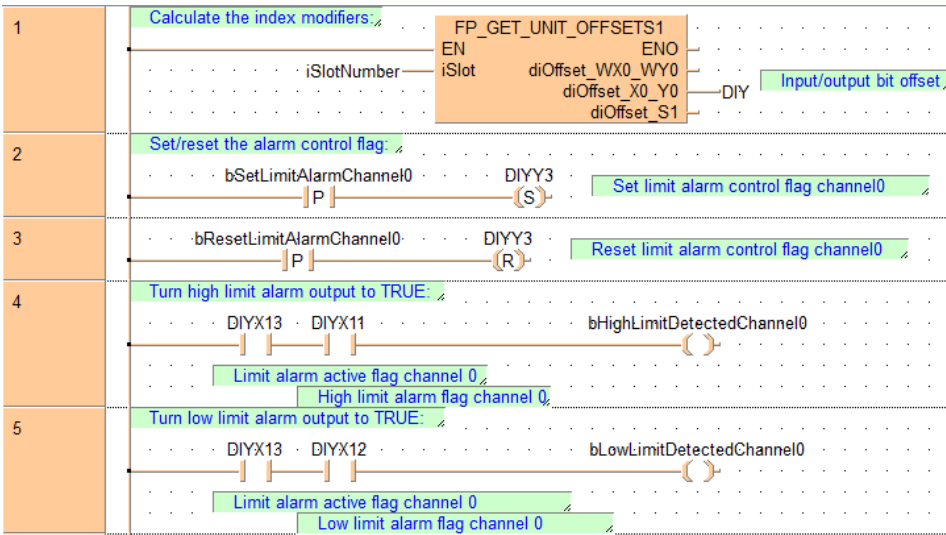 1
Calculate the index modifiers:
FP_GET_UNIT_OFFSETS1
EN ENO
iSlotNumber iSlot diOffset_WX0_WY0
diOffset_X0_Y0 DIY
Input/output bit offset
diOffset_S1
2
Set/reset the alarm control flag:
bSetLimitAlarmChannel0 DIYY3
P (S)
Set limit alarm control flag channel0
3
bResetLimitAlarmChannel0 DIYY3
P (R)
Reset limit alarm control flag channel0
4
Turn high limit alarm output to TRUE:
DIYX13 DIYX11 bHighLimitDetectedChannel0
Limit alarm active flag channel 0
High limit alarm flag channel 0
5
Turn low limit alarm output to TRUE:
DIYX13 DIYX12 bLowLimitDetectedChannel0
Limit alarm active flag channel 0
Low limit alarm flag channel 0